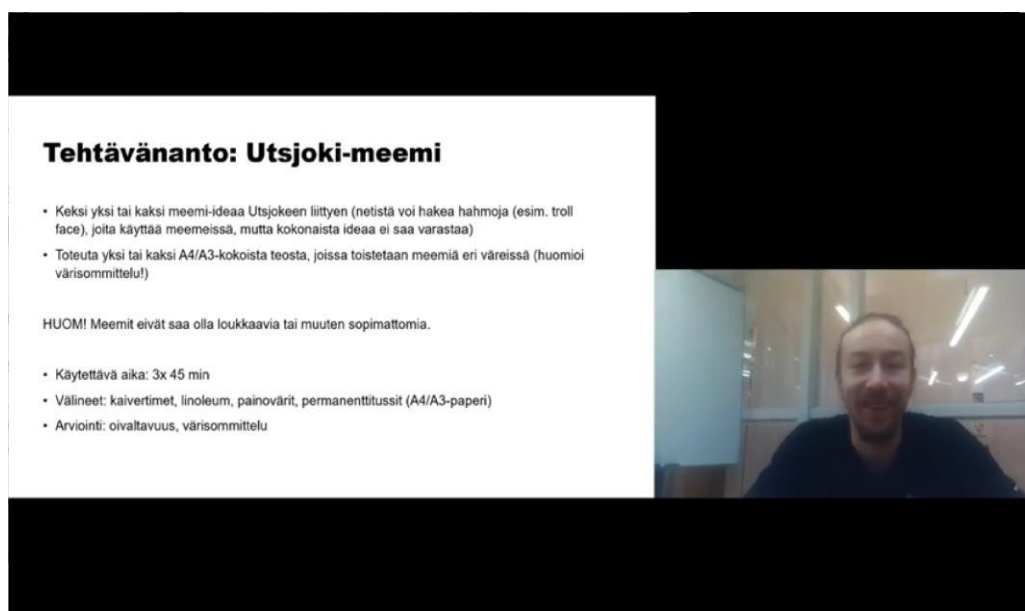 Tehtävänanto: Utsjoki-meemi
• Keksi yksi tai kaksi meemi-ideaa Utsjokeen liittyen (netistä voi hakea hahmoja (esim. troll
face), joita käyttää meemeissä, mutta kokonaista ideaa ei saa varastaa)
• Toteuta yksi tai kaksi A4/A3-kokoista teosta, joissa toistetaan meemiä eri väreissä (huomioi
värisommittelu!)
HUOM! Meemit eivät saa olla loukkaavia tai muuten sopimattomia.
• Käytettävä aika: 3x 45 min
• Välineet: kaivertimet, linoleum, painovärit, permanenttitussit (A4/A3-paperi)
• Arviointi: oivaltavuus, värisommittelu